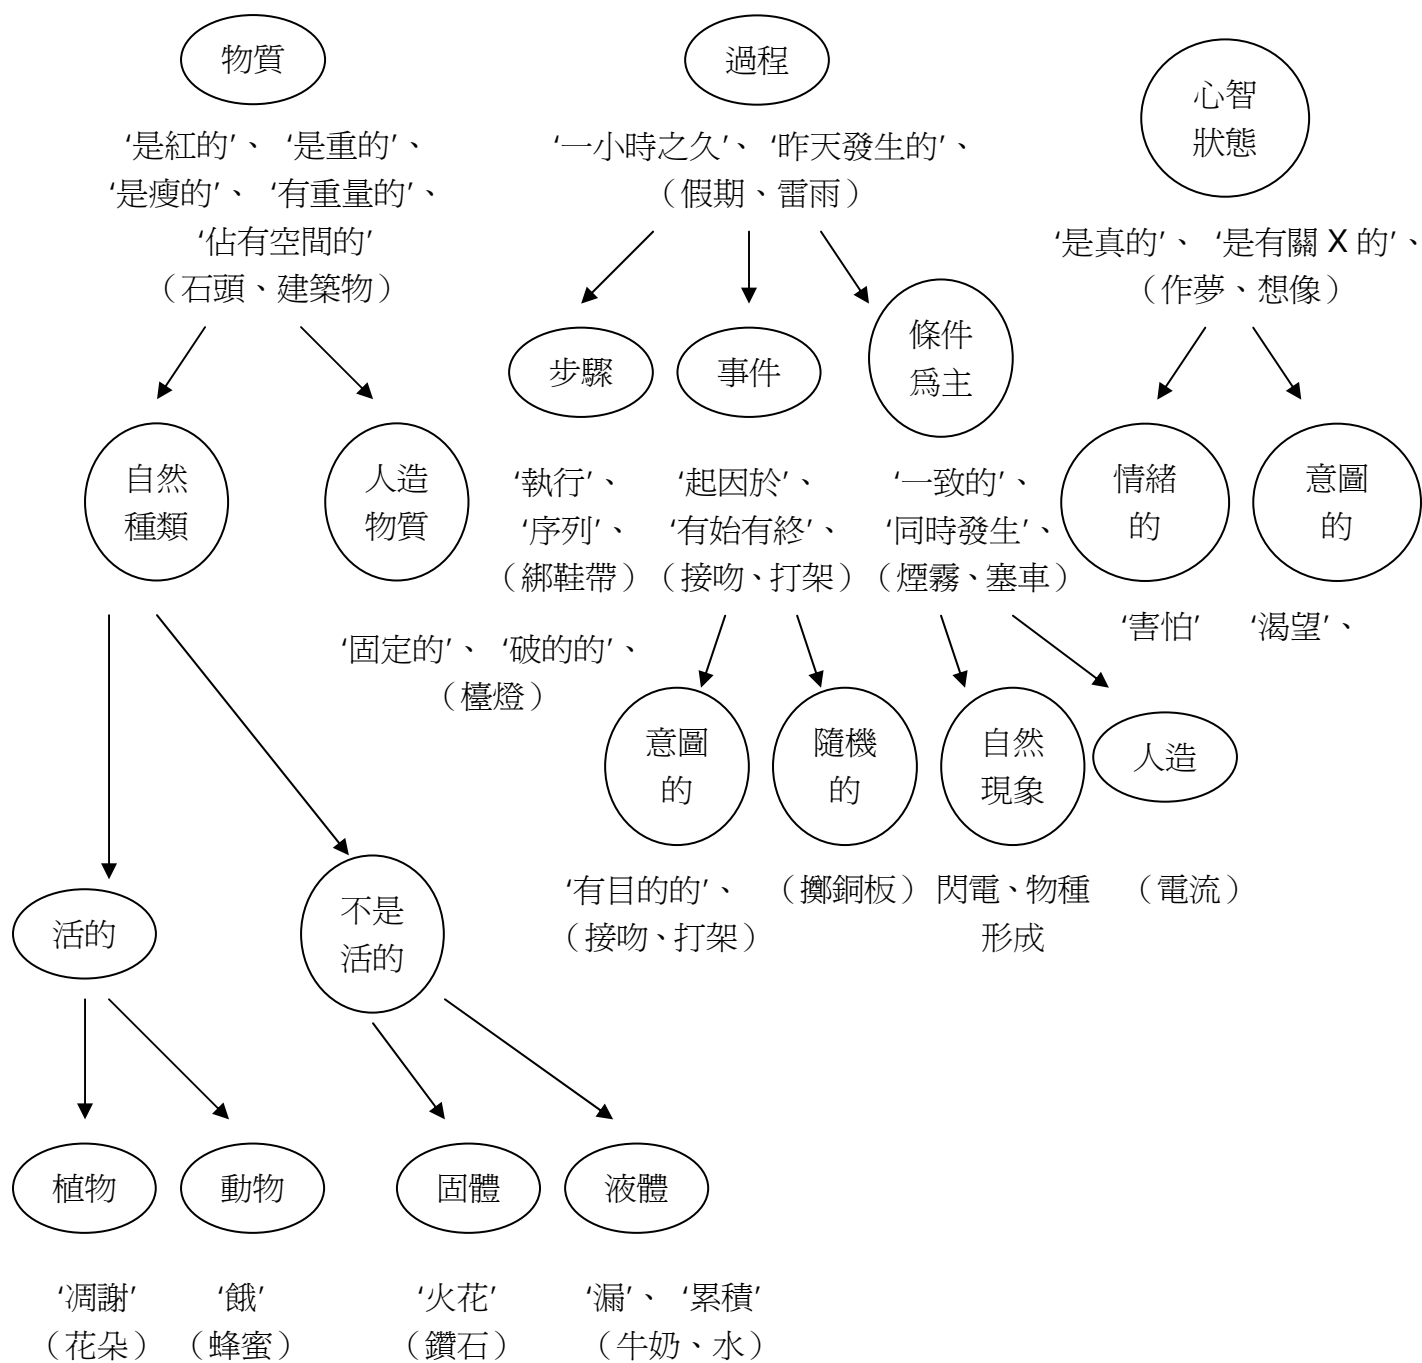 物質
‘是紅的’、 ‘是重的’、
‘是瘦的’、 ‘有重量的’、
‘佔有空間的’
（石頭、建築物）
過程
‘一小時之久’、 ‘昨天發生的’、
（假期、雷雨）
心智
狀態
‘是真的’、 ‘是有關 X 的’、
（作夢、想像）
自然
種類
人造
物質
‘固定的’、 ‘破的的’、
（檯燈）
步驟
‘執行’、
‘序列’、
（綁鞋帶）
事件
‘起因於’、
‘有始有終’、
（接吻、打架）
條件
為主
‘一致的’、
‘同時發生’、
（煙霧、塞車）
情緒
的
‘害怕’
意圖
的
‘渴望’、
意圖
的
‘有目的的’、
（接吻、打架）
隨機
的
（擲銅板）
自然
現象
閃電、物種
形成
人造
（電流）
活的
不是
活的
植物
‘凋謝’
（花朵）
動物
‘餓’
（蜂蜜）
固體
‘火花’
（鑽石）
液體
‘漏’、 ‘累積’
（牛奶、水）